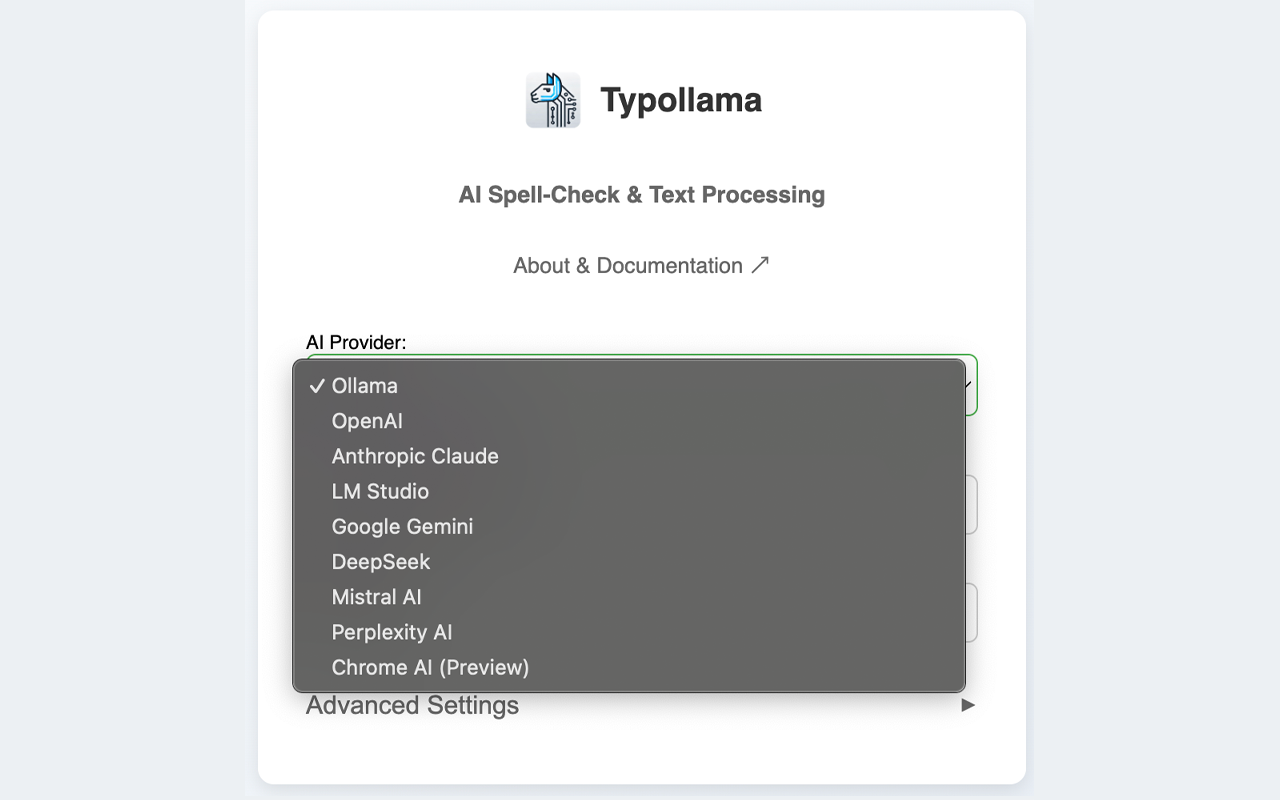 Typollama
AI Spell-Check & Text Processing
About & Documentation ↗
AI Provider:
✓ Ollama
OpenAI
Anthropic Claude
LM Studio
Google Gemini
DeepSeek
Mistral AI
Perplexity AI
Chrome AI (Preview)
Advanced Settings ▶